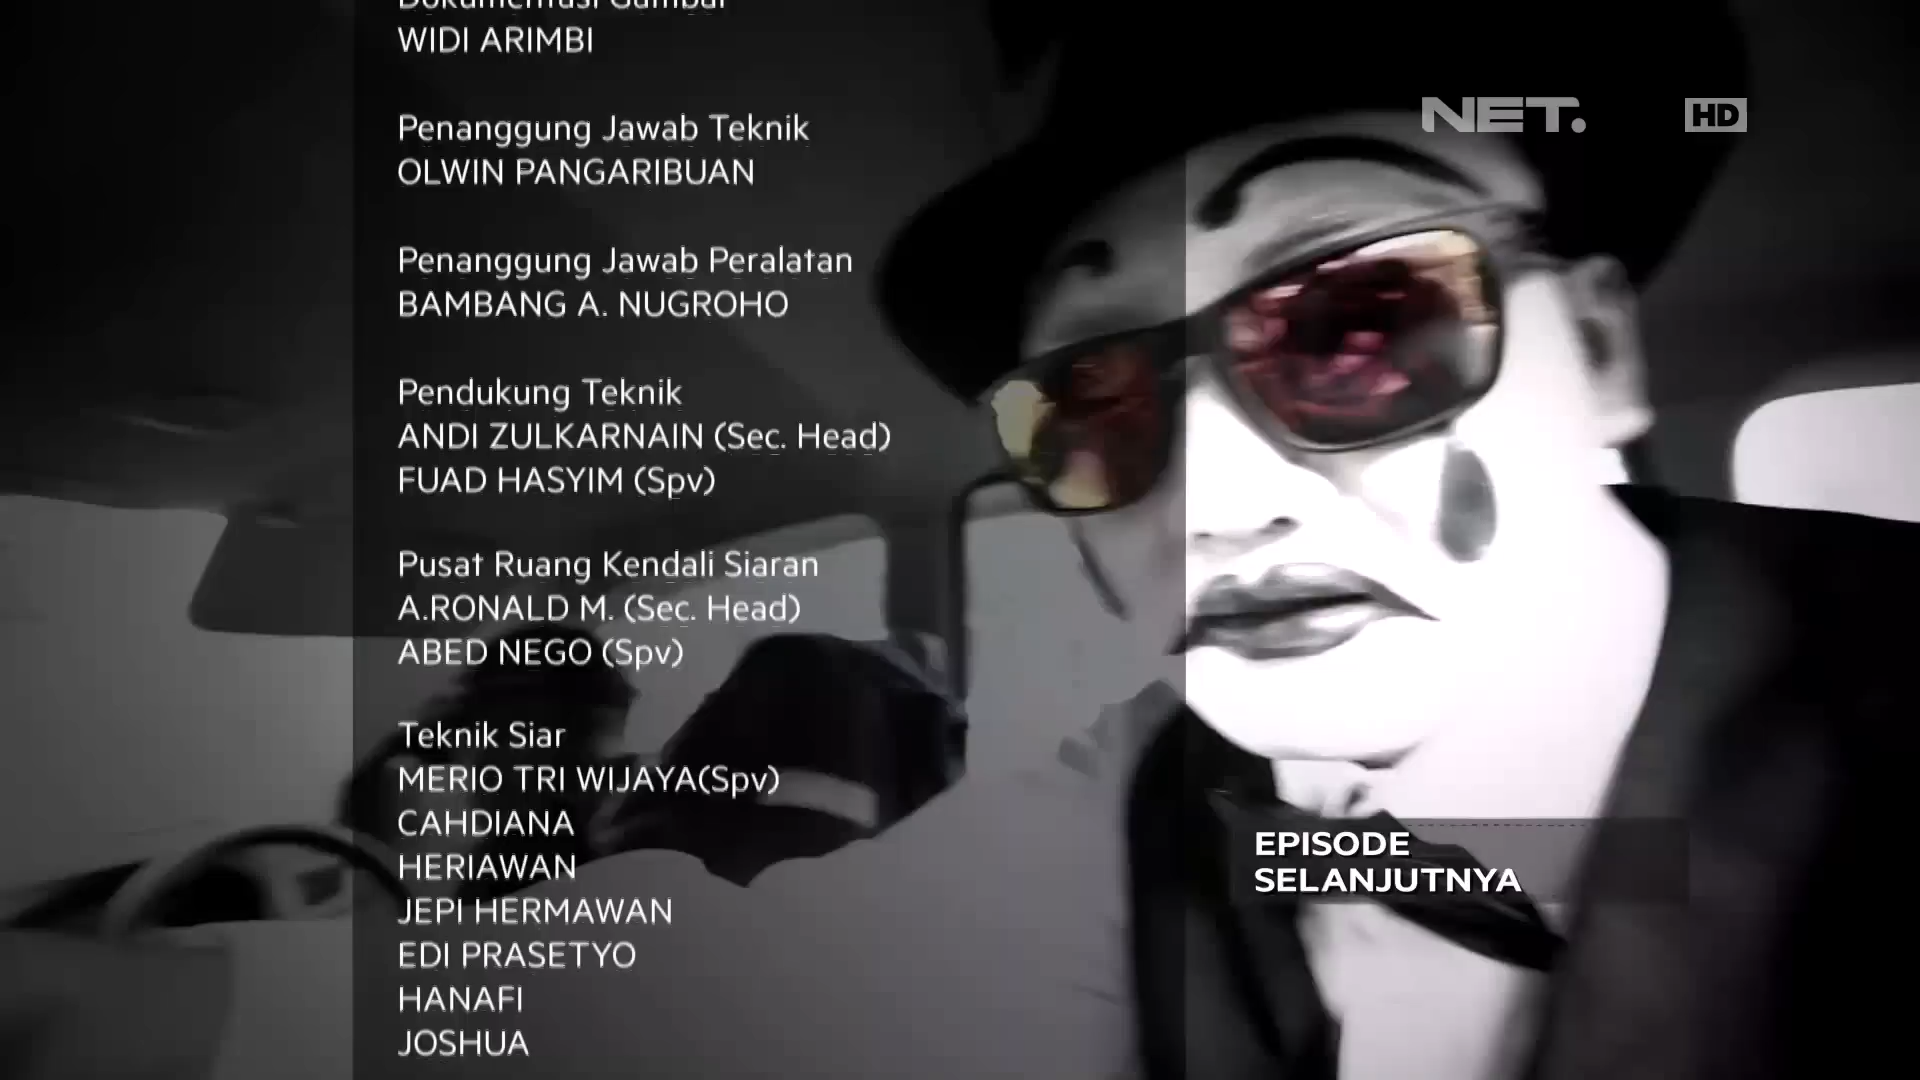 Dokumentasi Gambar
WIDI ARIMBI
Penanggung Jawab Teknik
OLWIN PANGARIBUAN
Penanggung Jawab Peralatan
BAMBANG A. NUGROHO
Pendukung Teknik
ANDI ZULKARNAIN (Sec. Head)
FUAD HASYIM (Spv)
Pusat Ruang Kendali Siaran
A.RONALD M. (Sec. Head)
ABED NEGO (Spv)
Teknik Siar
MERIO TRI WIJAYA(Spv)
CAHDIANA
HERIAWAN
JEPI HERMAWAN
EDI PRASETYO
HANAFI
JOSHUA
NET.
HD
EPISODE
SELANJUTNYA